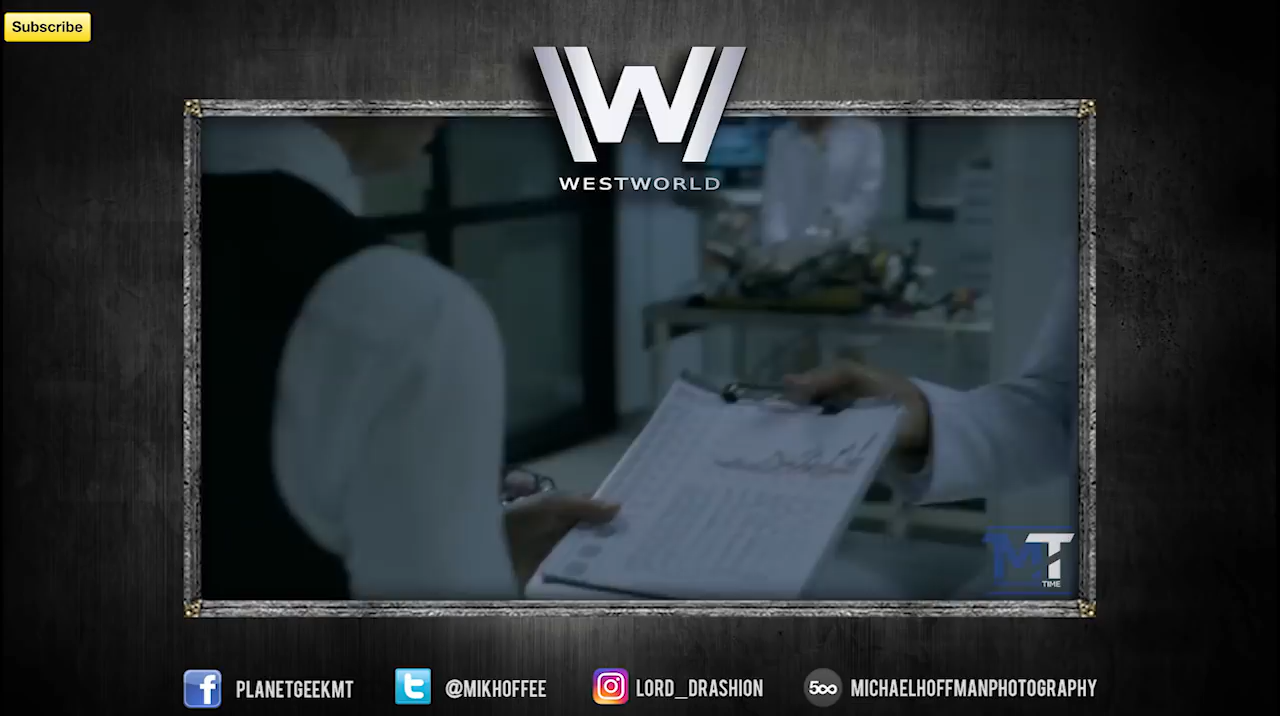 Subscribe
W
WESTWORLD
MT
TIME
PLANETGEEKMT
@MIKHOFFEE
LORD_DRASHION
500
MICHAELHOFFMANPHOTOGRAPHY